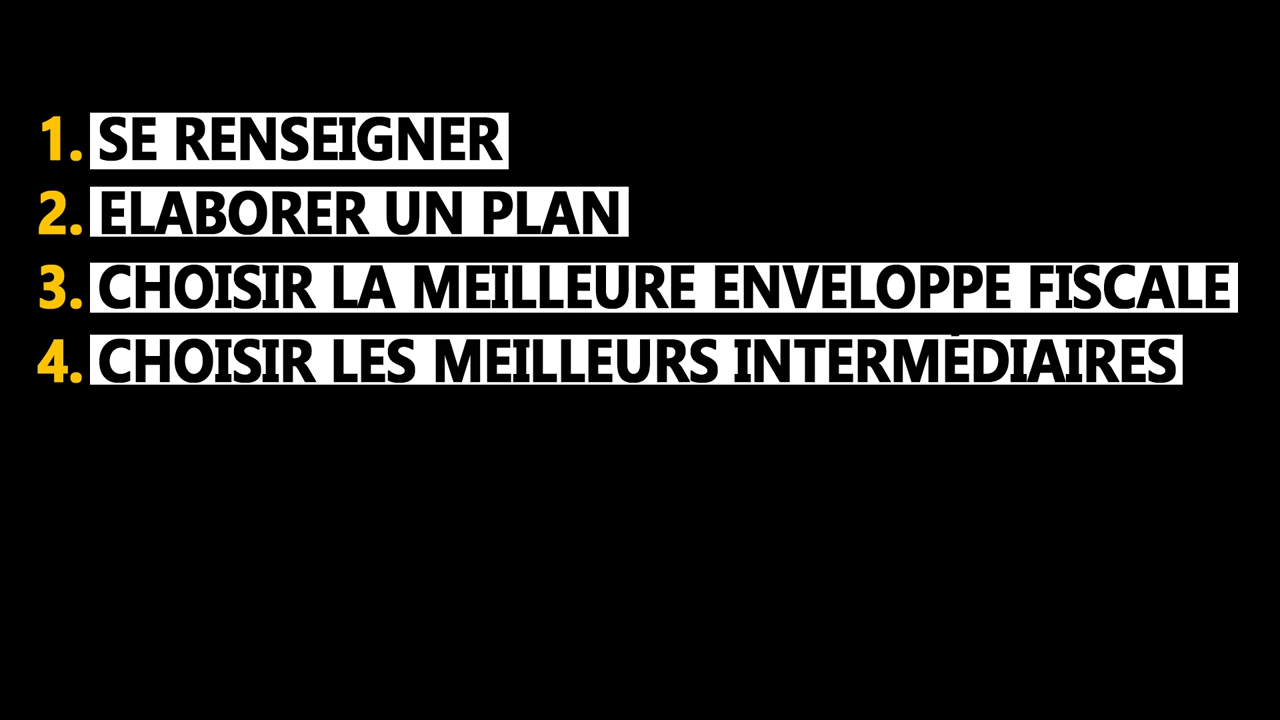 1. SE RENSEIGNER
2. ELABORER UN PLAN
3. CHOISIR LA MEILLEURE ENVELOPPE FISCALE
4. CHOISIR LES MEILLEURS INTERMÉDIAIRES